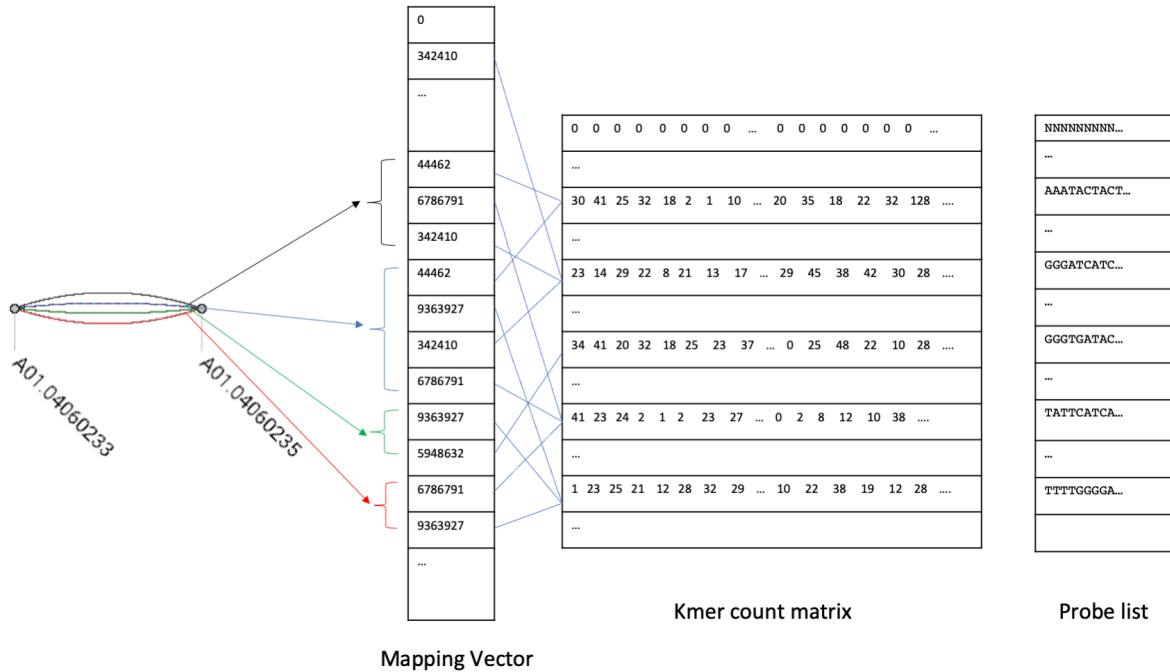 0
342410
...
44462
6786791
342410
44462
9363927
342410
6786791
9363927
5948632
6786791
9363927
...
Mapping Vector
A01.04060233
A01.04060235
0 0 0 0 0 0 0 0 ... 0 0 0 0 0 0 0 ...
...
30 41 25 32 18 2 1 10 ... 20 35 18 22 32 128 ....
...
23 14 29 22 8 21 13 17 ... 29 45 38 42 30 28 ....
...
34 41 20 32 18 25 23 37 ... 0 25 48 22 10 28 ....
...
41 23 24 2 1 2 23 27 ... 0 2 8 12 10 38 ....
...
1 23 25 21 12 28 32 29 ... 10 22 38 19 12 28 ....
...
Kmer count matrix
NNNNNNNNN...
...
AAATACTACT...
...
GGGATCATC...
...
GGGTGATAC...
...
TATTCATCA...
...
TTTTGGGGA...
Probe list